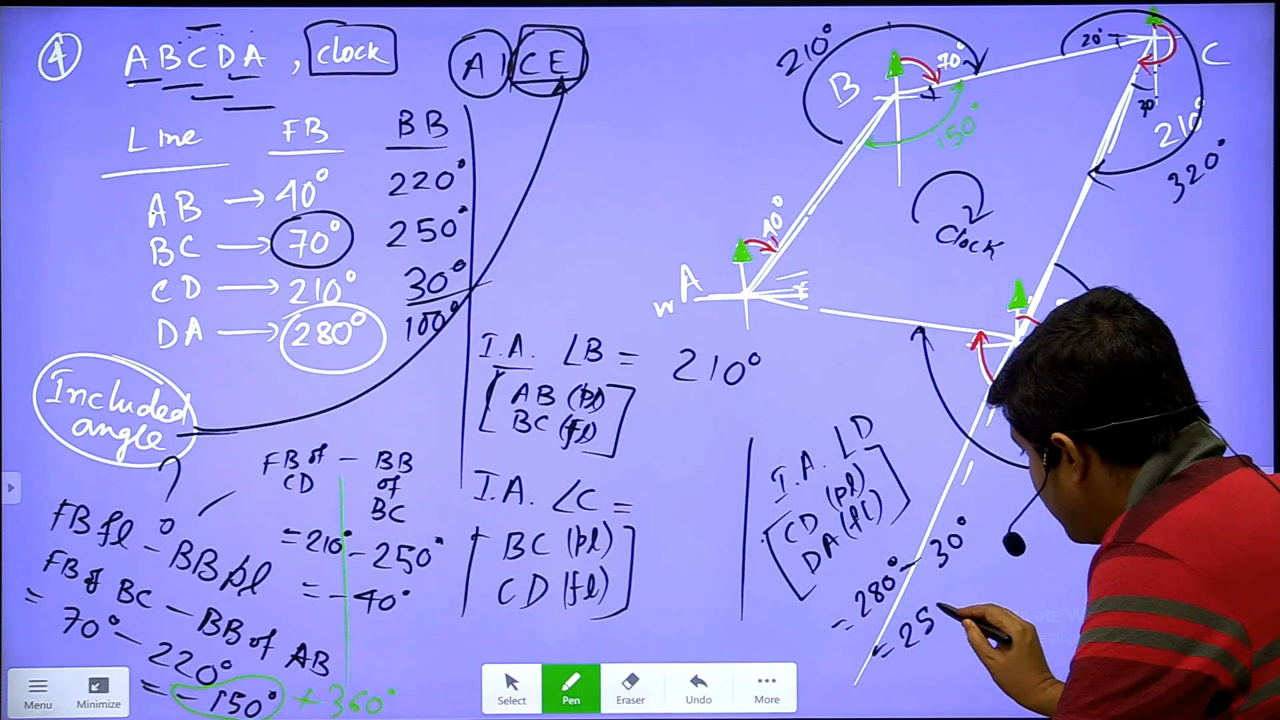 ④ ABCDA, clock
A | CE
Line FB BB
AB → 40° 220°
BC → 70° 250°
CD → 210° 30°
DA → 280° 100°
Included angle
FB fl - BB pl
FB of BC - BB of AB
= 70° - 220°
= -150° + 360°
FB of CD - BB of BC
= 210° - 250°
= -40°
I.A. ∠B = 210°
[AB (pl)
BC (fl)]
I.A. ∠C =
[BC (pl)
CD (fl)]
I.A. ∠D
[CD (pl)
DA (fl)]
= 280° - 30°
= 25
210°
B
70°
150°
20°
C
30°
210°
320°
Clock
40°
W A
Menu
Minimize
Select
Pen
Eraser
Undo
More